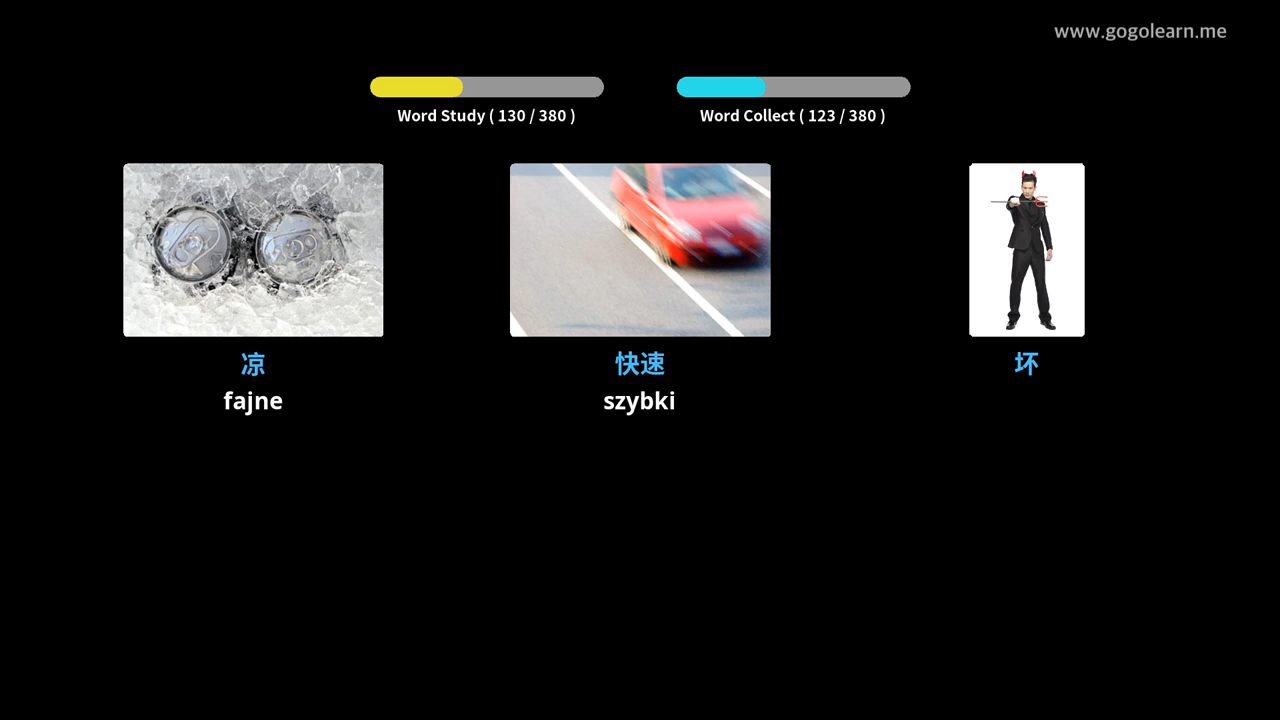 www.gogolearn.me
Word Study ( 130 / 380 )
Word Collect ( 123 / 380 )
凉
fajne
快速
szybki
坏